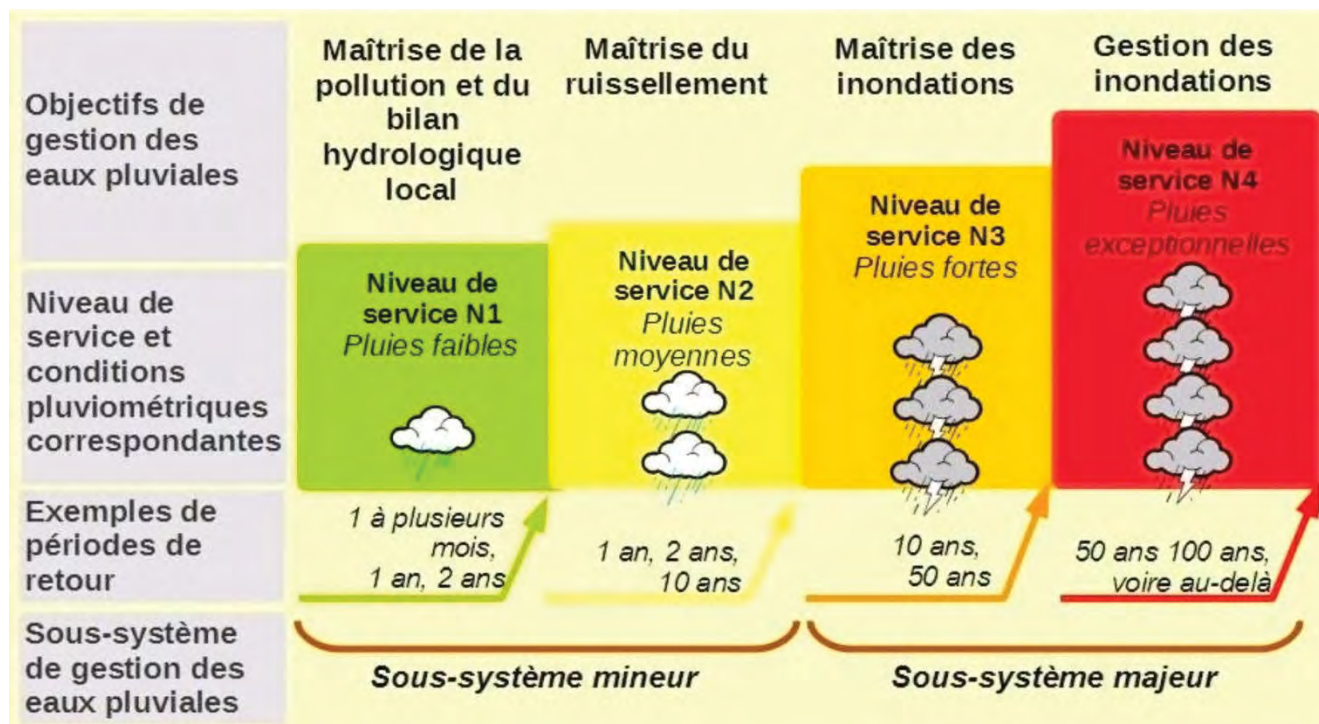 Objectifs de
gestion des
eaux pluviales
Maîtrise de la
pollution et du
bilan
hydrologique
local
Maîtrise du
ruissellement
Maîtrise des
inondations
Gestion des
inondations
Niveau de
service et
conditions
pluviométriques
correspondantes
Niveau de
service N1
Pluies faibles
Niveau de
service N2
Pluies
moyennes
Niveau de
service N3
Pluies fortes
Niveau de
service N4
Pluies
exceptionnelles
Exemples de
périodes de
retour
1 à plusieurs
mois,
1 an, 2 ans
1 an, 2 ans,
10 ans
10 ans,
50 ans
50 ans 100 ans,
voire au-delà
Sous-système
de gestion des
eaux pluviales
Sous-système mineur
Sous-système majeur